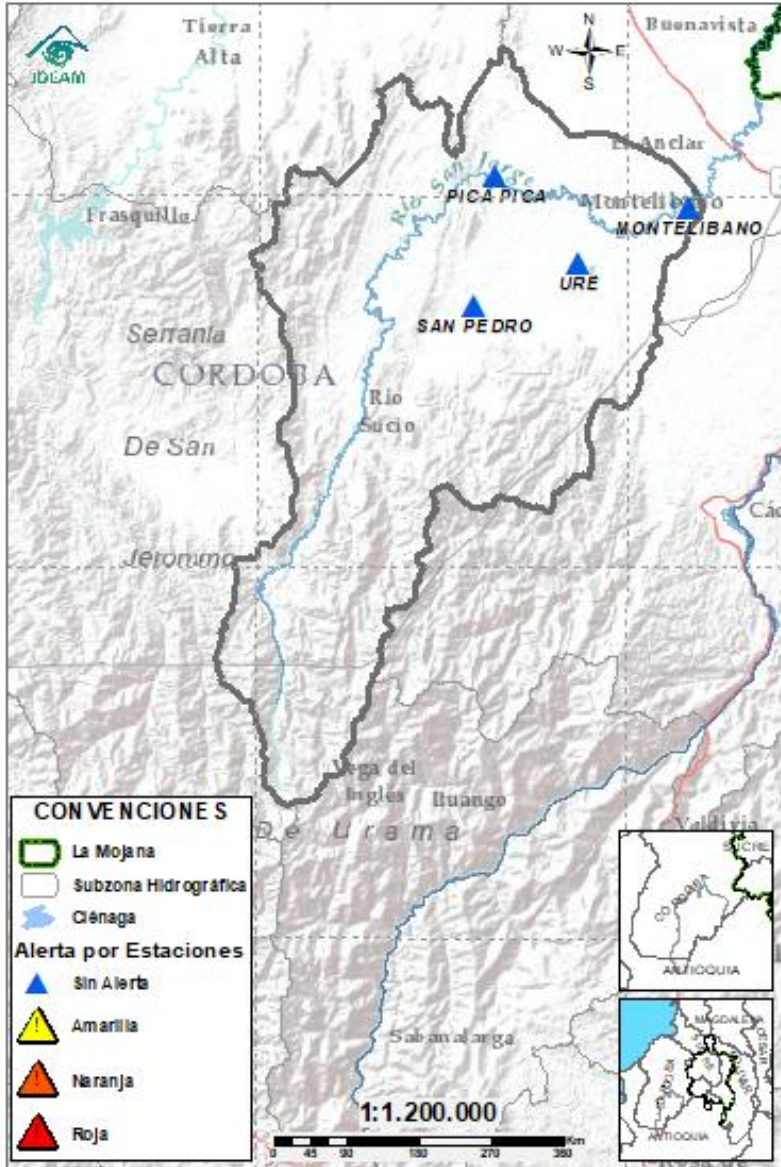 IDEAM
Tierra
Alta
Buenavista
N
W E
S
El Anclar
Río San Jorge
PICA PICA
Montelibano
MONTELIBANO
Frasquillo
URE
SAN PEDRO
Serranía
CORDOBA
Río
Sucio
De San
Jeronimo
Vega del
Inglés
Ituango
De Urama
Valdivia
Sabanalarga
CONVENCIONES
La Mojana
Subzona Hidrográfica
Ciénaga
Alerta por Estaciones
Sin Alerta
Amarilla
Naranja
Roja
1:1.200.000
0 45 90 180 270 360 Km
SUCRE
CORDOBA
ANTIOQUIA
MAGDALENA
ANTIOQUIA